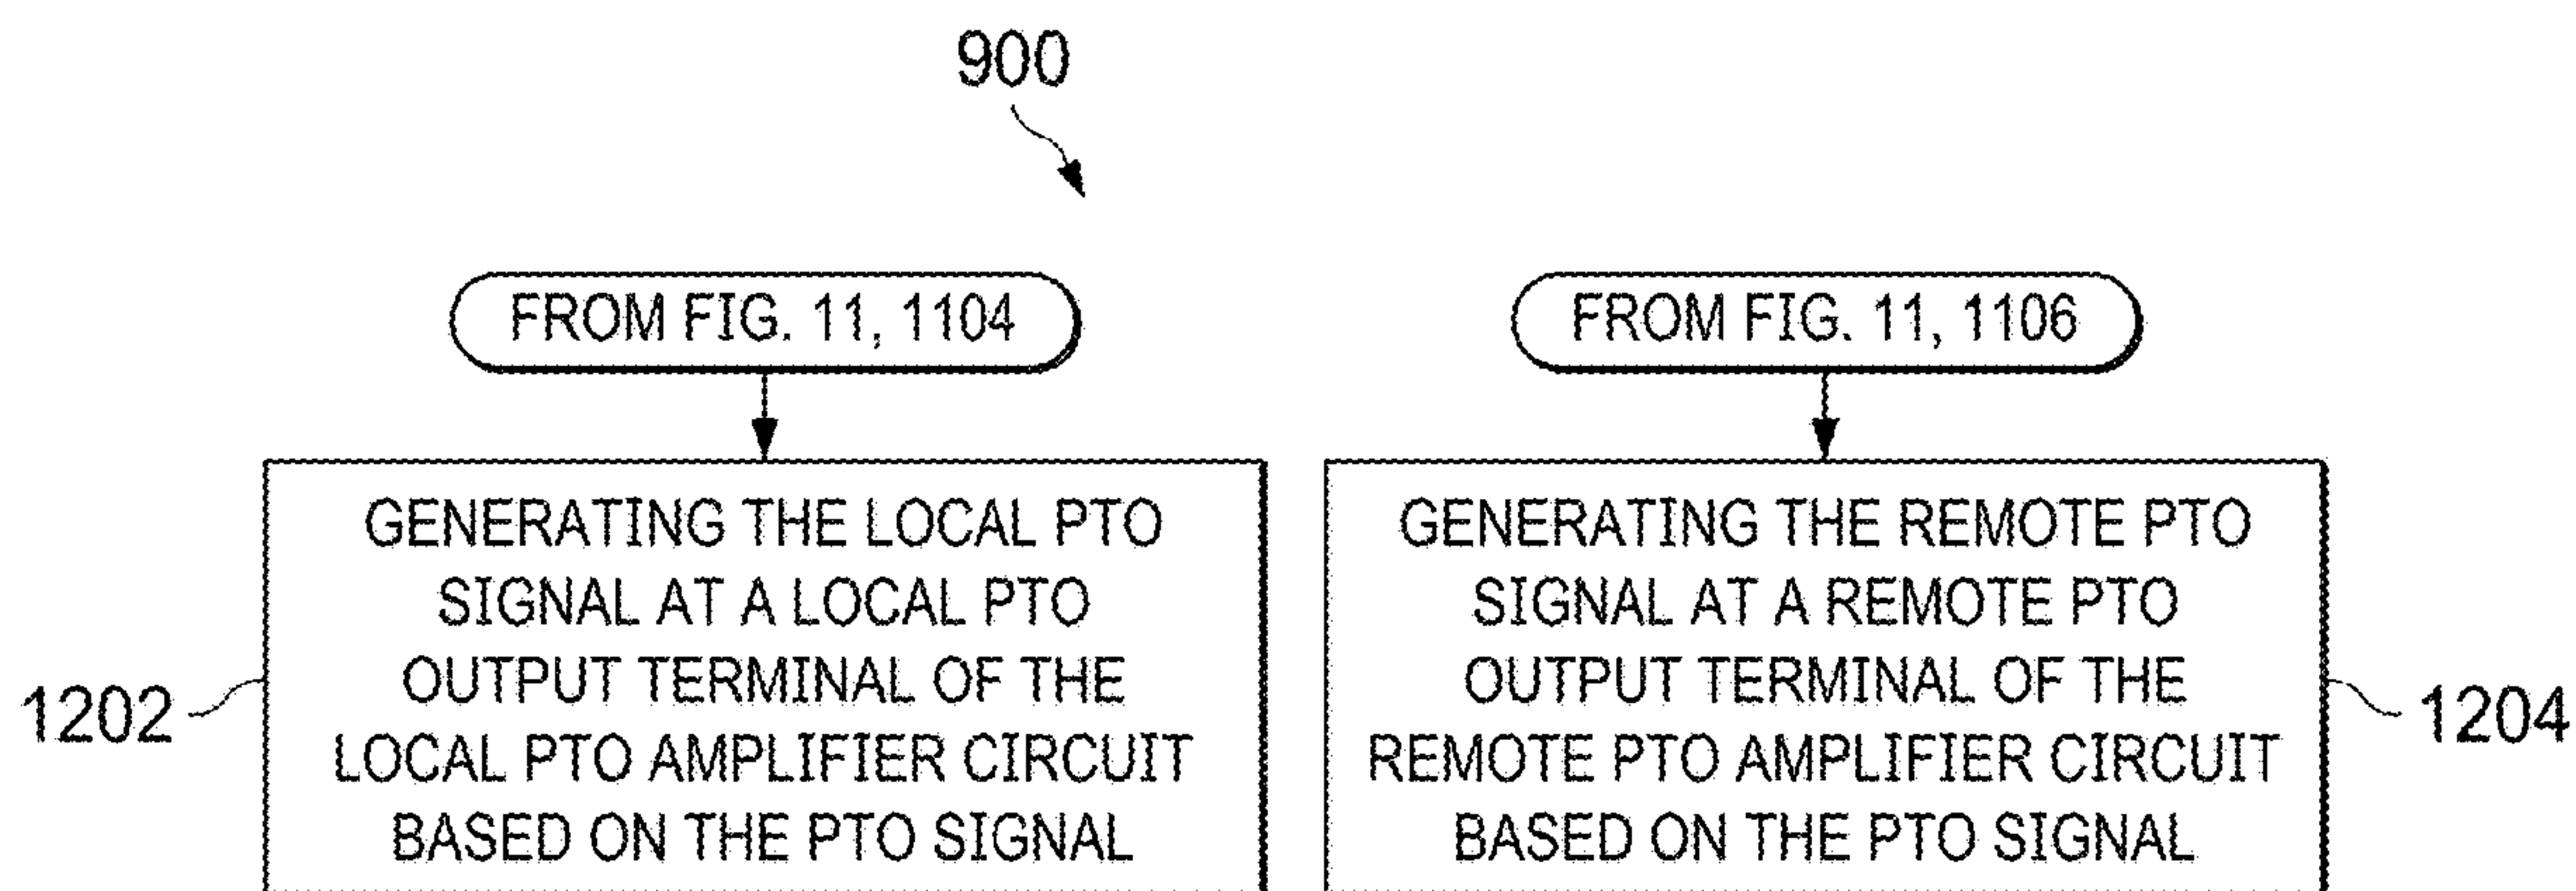 900
FROM FIG. 11, 1104
FROM FIG. 11, 1106
GENERATING THE LOCAL PTO
SIGNAL AT A LOCAL PTO
OUTPUT TERMINAL OF THE
LOCAL PTO AMPLIFIER CIRCUIT
BASED ON THE PTO SIGNAL
1202
GENERATING THE REMOTE PTO
SIGNAL AT A REMOTE PTO
OUTPUT TERMINAL OF THE
REMOTE PTO AMPLIFIER CIRCUIT
BASED ON THE PTO SIGNAL
1204